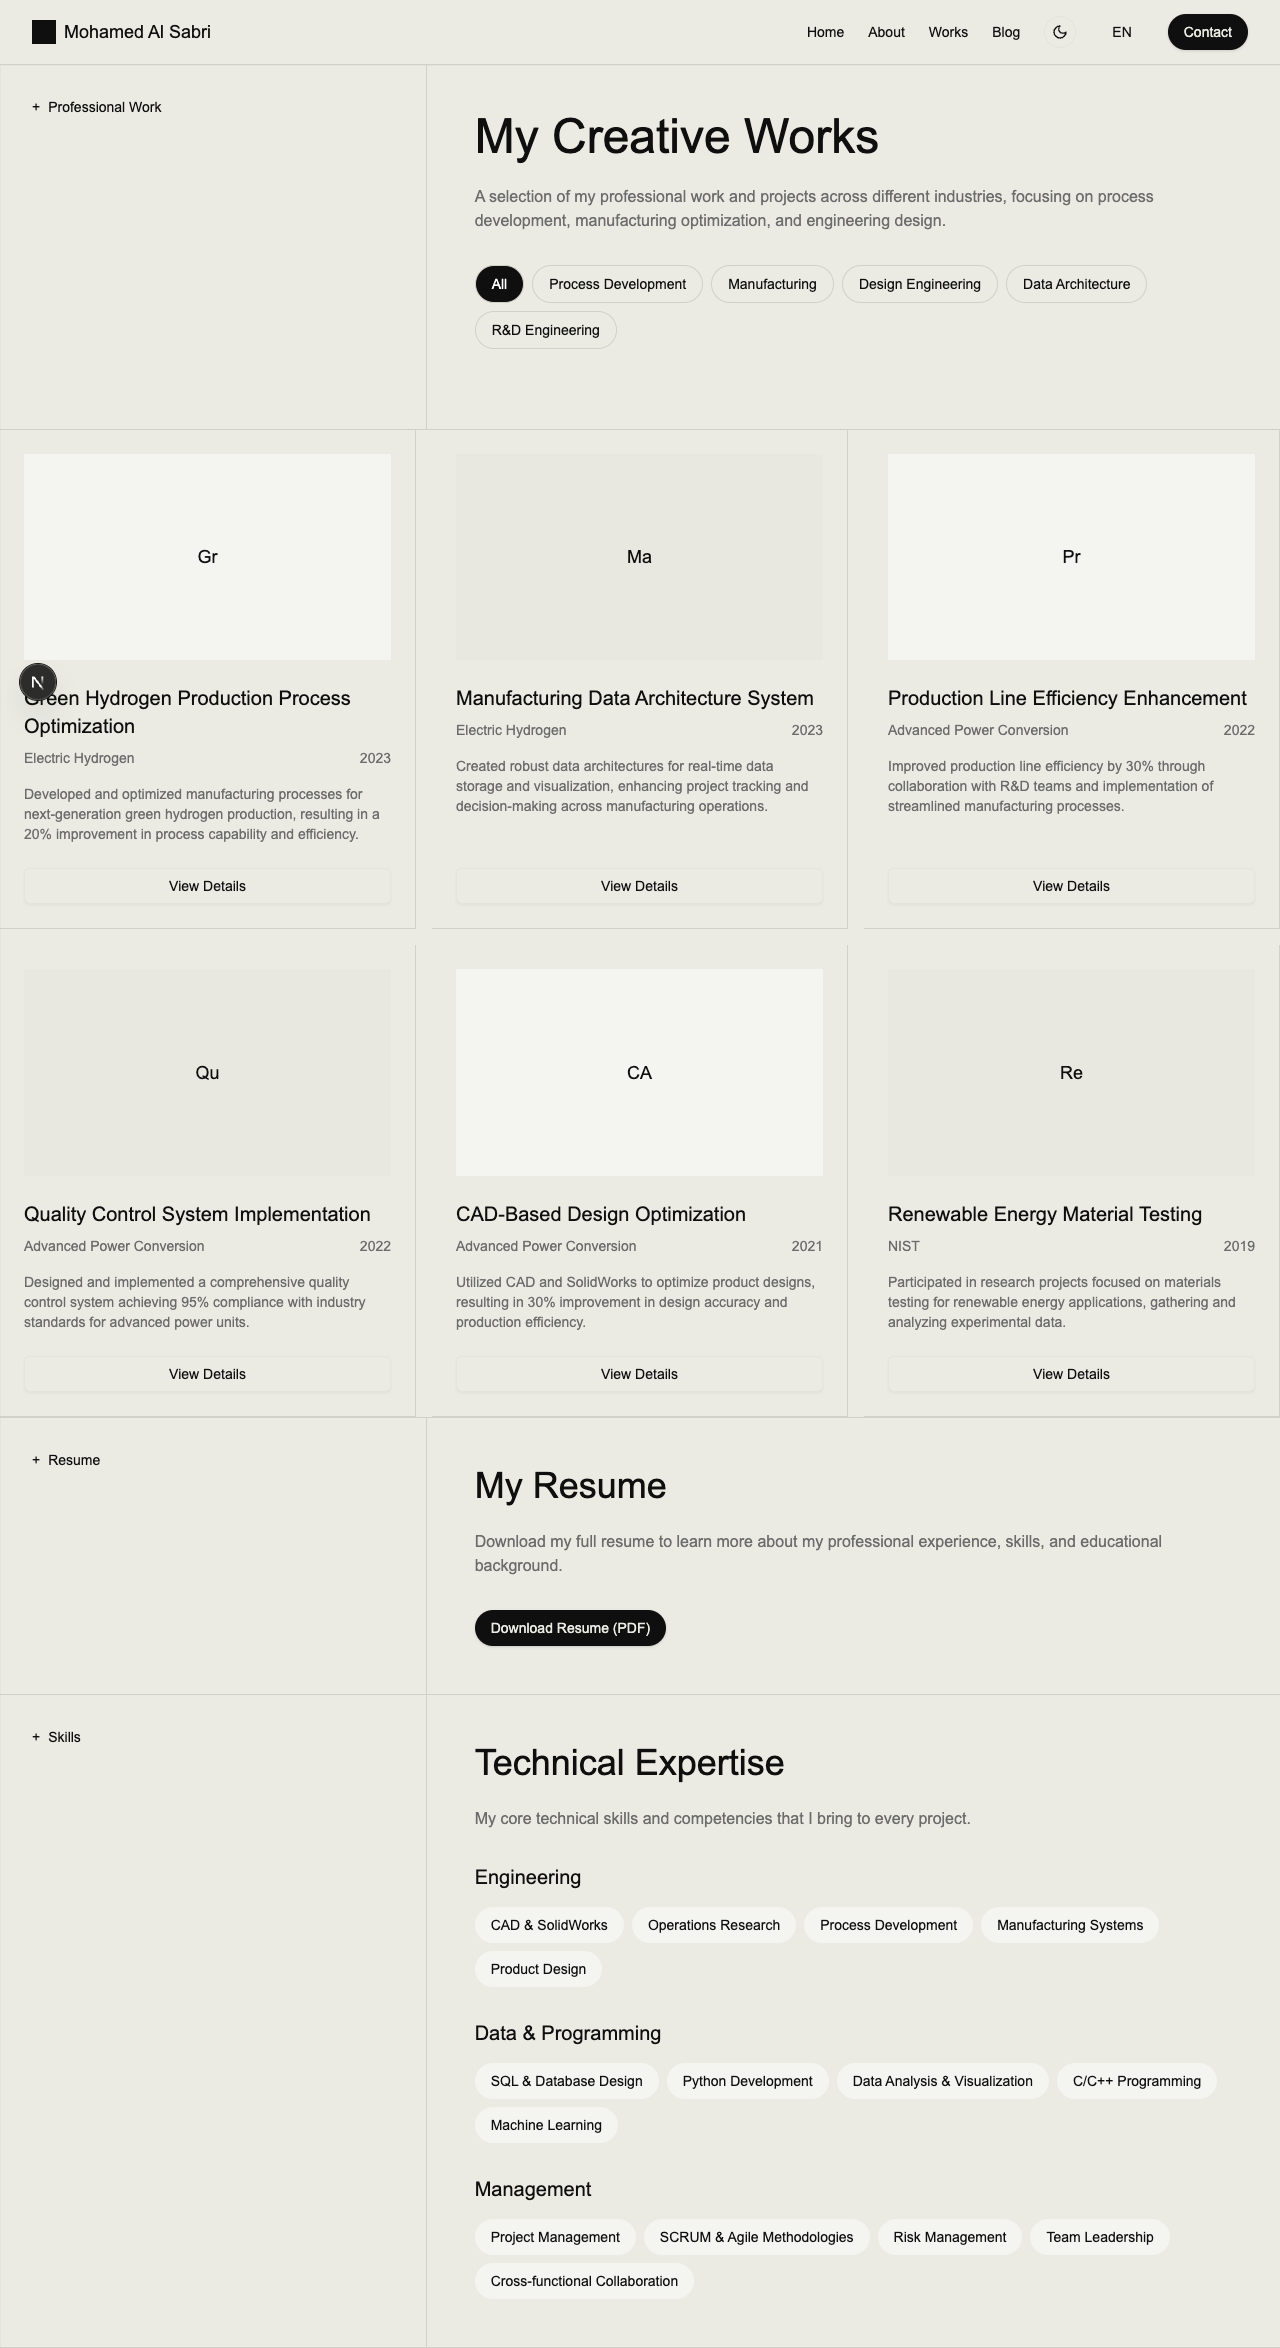 Mohamed Al Sabri
Home About Works Blog EN Contact
+ Professional Work
My Creative Works
A selection of my professional work and projects across different industries, focusing on process
development, manufacturing optimization, and engineering design.
All Process Development Manufacturing Design Engineering Data Architecture
R&D Engineering
Gr
N
Green Hydrogen Production Process
Optimization
Electric Hydrogen 2023
Developed and optimized manufacturing processes for
next-generation green hydrogen production, resulting in a
20% improvement in process capability and efficiency.
View Details
Ma
Manufacturing Data Architecture System
Electric Hydrogen 2023
Created robust data architectures for real-time data
storage and visualization, enhancing project tracking and
decision-making across manufacturing operations.
View Details
Pr
Production Line Efficiency Enhancement
Advanced Power Conversion 2022
Improved production line efficiency by 30% through
collaboration with R&D teams and implementation of
streamlined manufacturing processes.
View Details
Qu
Quality Control System Implementation
Advanced Power Conversion 2022
Designed and implemented a comprehensive quality
control system achieving 95% compliance with industry
standards for advanced power units.
View Details
CA
CAD-Based Design Optimization
Advanced Power Conversion 2021
Utilized CAD and SolidWorks to optimize product designs,
resulting in 30% improvement in design accuracy and
production efficiency.
View Details
Re
Renewable Energy Material Testing
NIST 2019
Participated in research projects focused on materials
testing for renewable energy applications, gathering and
analyzing experimental data.
View Details
+ Resume
My Resume
Download my full resume to learn more about my professional experience, skills, and educational
background.
Download Resume (PDF)
+ Skills
Technical Expertise
My core technical skills and competencies that I bring to every project.
Engineering
CAD & SolidWorks Operations Research Process Development Manufacturing Systems
Product Design
Data & Programming
SQL & Database Design Python Development Data Analysis & Visualization C/C++ Programming
Machine Learning
Management
Project Management SCRUM & Agile Methodologies Risk Management Team Leadership
Cross-functional Collaboration